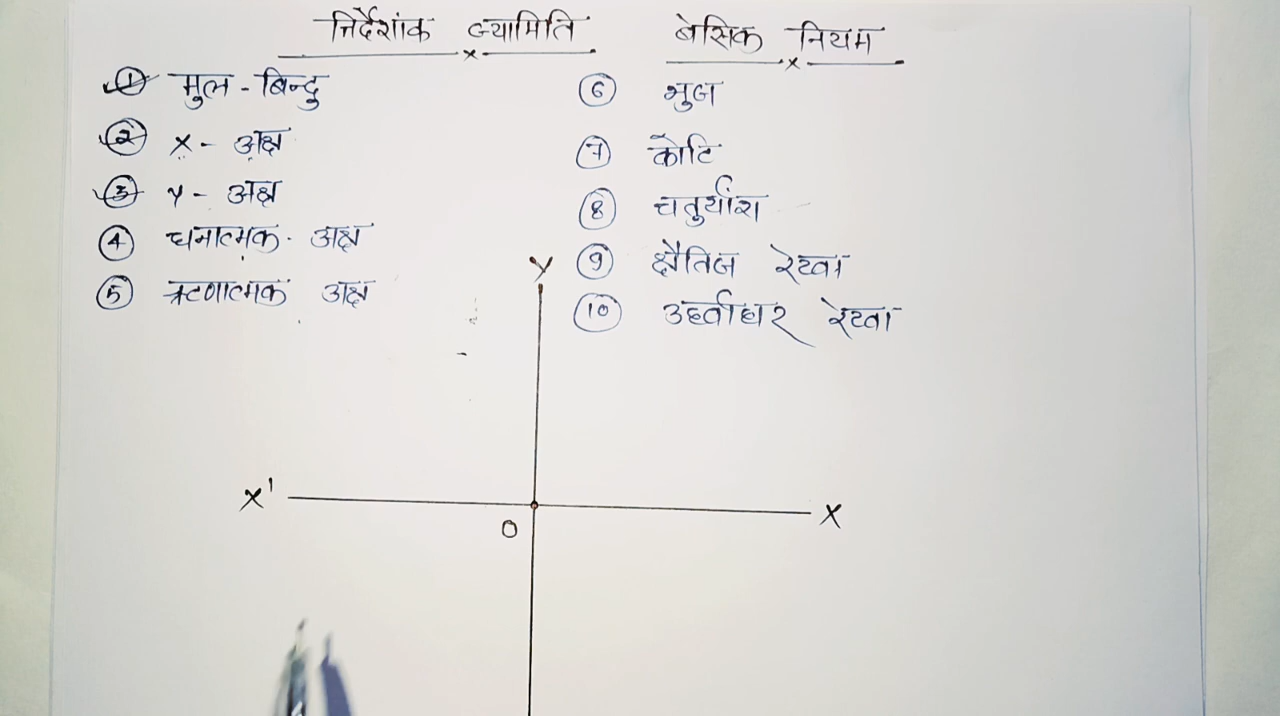 निर्देशांक ज्यामिति बेसिक नियम
① मुल - बिन्दु
② x - अक्ष
③ y - अक्ष
④ धनात्मक - अक्ष
⑤ ऋणात्मक अक्ष
⑥ भुज
⑦ कोटि
⑧ चतुर्थांश
⑨ क्षैतिज रेखा
⑩ उर्ध्वाधर रेखा
Y
X'
X
O